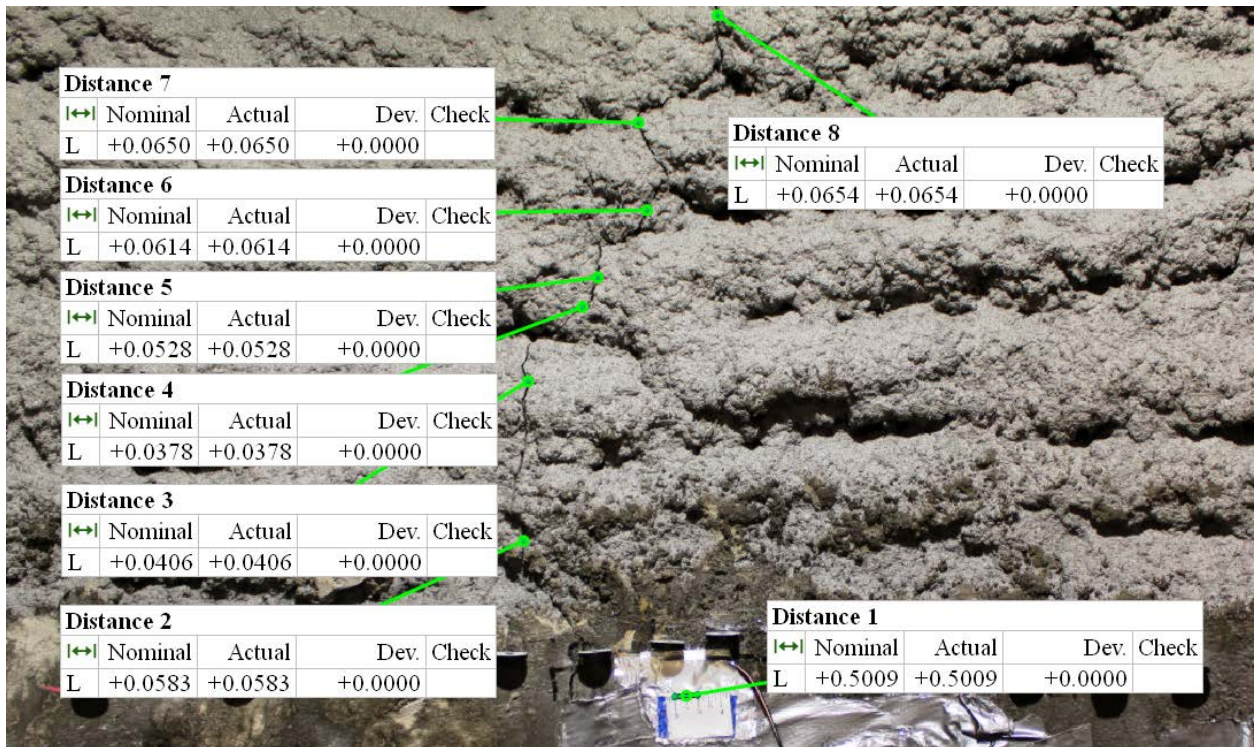 Distance 7
Nominal Actual Dev. Check
L +0.0650 +0.0650 +0.0000
Distance 6
Nominal Actual Dev. Check
L +0.0614 +0.0614 +0.0000
Distance 5
Nominal Actual Dev. Check
L +0.0528 +0.0528 +0.0000
Distance 4
Nominal Actual Dev. Check
L +0.0378 +0.0378 +0.0000
Distance 3
Nominal Actual Dev. Check
L +0.0406 +0.0406 +0.0000
Distance 2
Nominal Actual Dev. Check
L +0.0583 +0.0583 +0.0000
Distance 8
Nominal Actual Dev. Check
L +0.0654 +0.0654 +0.0000
Distance 1
Nominal Actual Dev. Check
L +0.5009 +0.5009 +0.0000